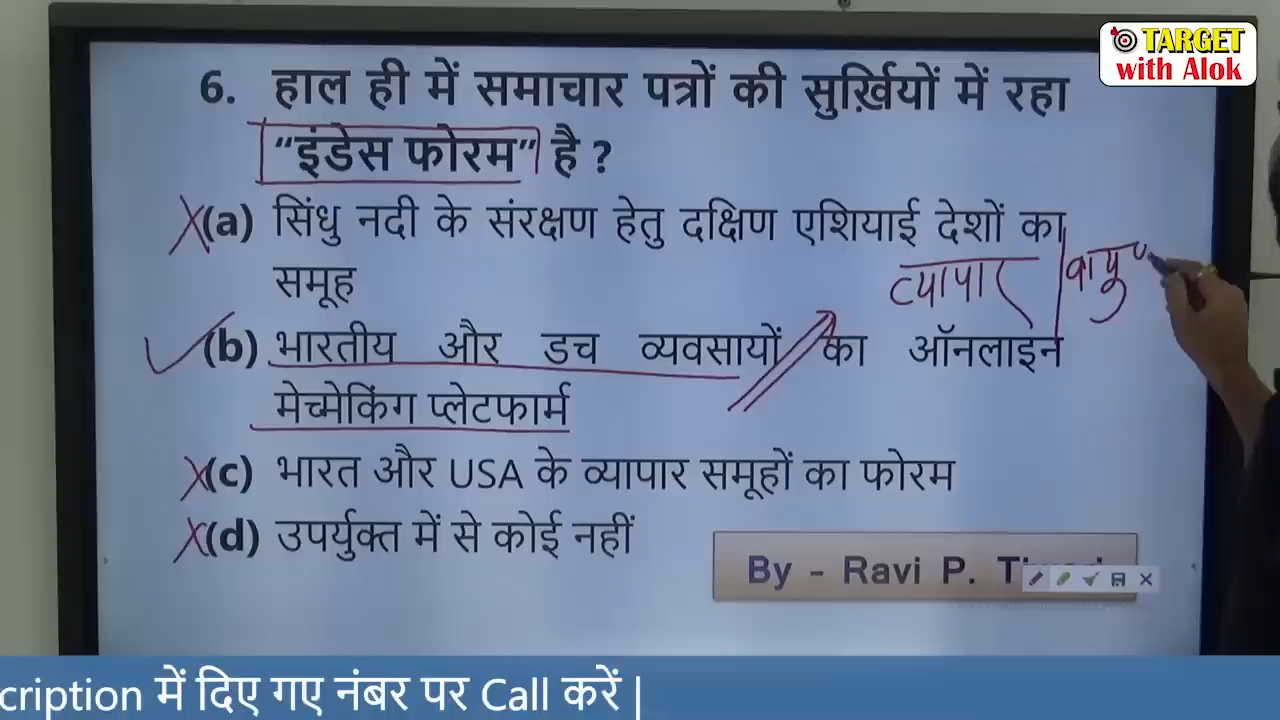 TARGET
with Alok
6. हाल ही में समाचार पत्रों की सुर्ख़ियों में रहा
“इंडेस फोरम” है ?
(a) सिंधु नदी के संरक्षण हेतु दक्षिण एशियाई देशों का
समूह
व्यापार वायु
(b) भारतीय और डच व्यवसायों का ऑनलाइन
मेच्मेकिंग प्लेटफार्म
(c) भारत और USA के व्यापार समूहों का फोरम
(d) उपर्युक्त में से कोई नहीं
By - Ravi P.
cription में दिए गए नंबर पर Call करें |